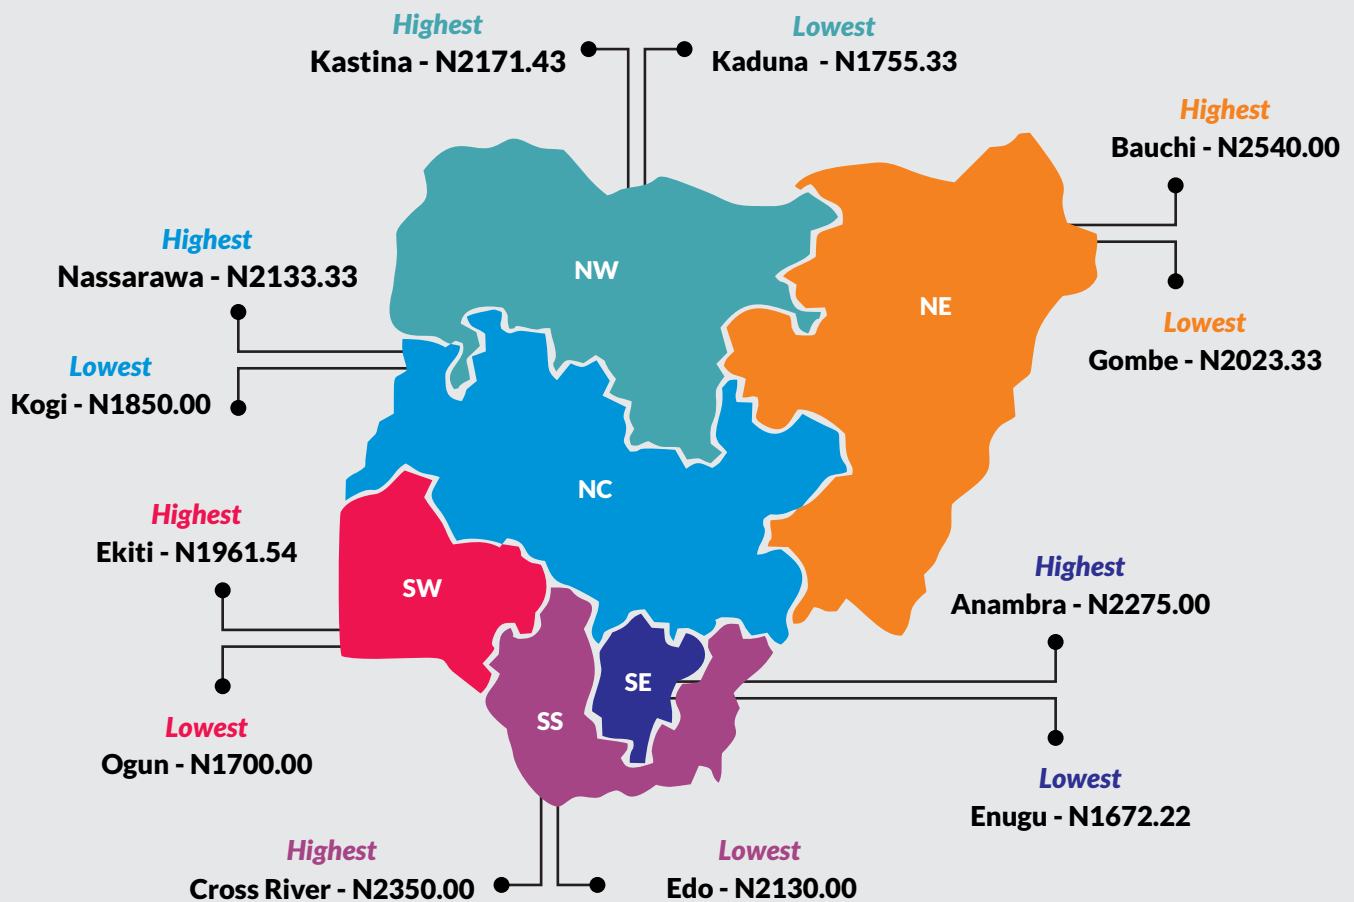 Highest
Kastina - N2171.43
Lowest
Kaduna - N1755.33
Highest
Bauchi - N2540.00
Highest
Nassarawa - N2133.33
NW
NE
Lowest
Gombe - N2023.33
Lowest
Kogi - N1850.00
NC
Highest
Ekiti - N1961.54
SW
Highest
Anambra - N2275.00
SE
SS
Lowest
Ogun - N1700.00
Lowest
Enugu - N1672.22
Highest
Cross River - N2350.00
Lowest
Edo - N2130.00